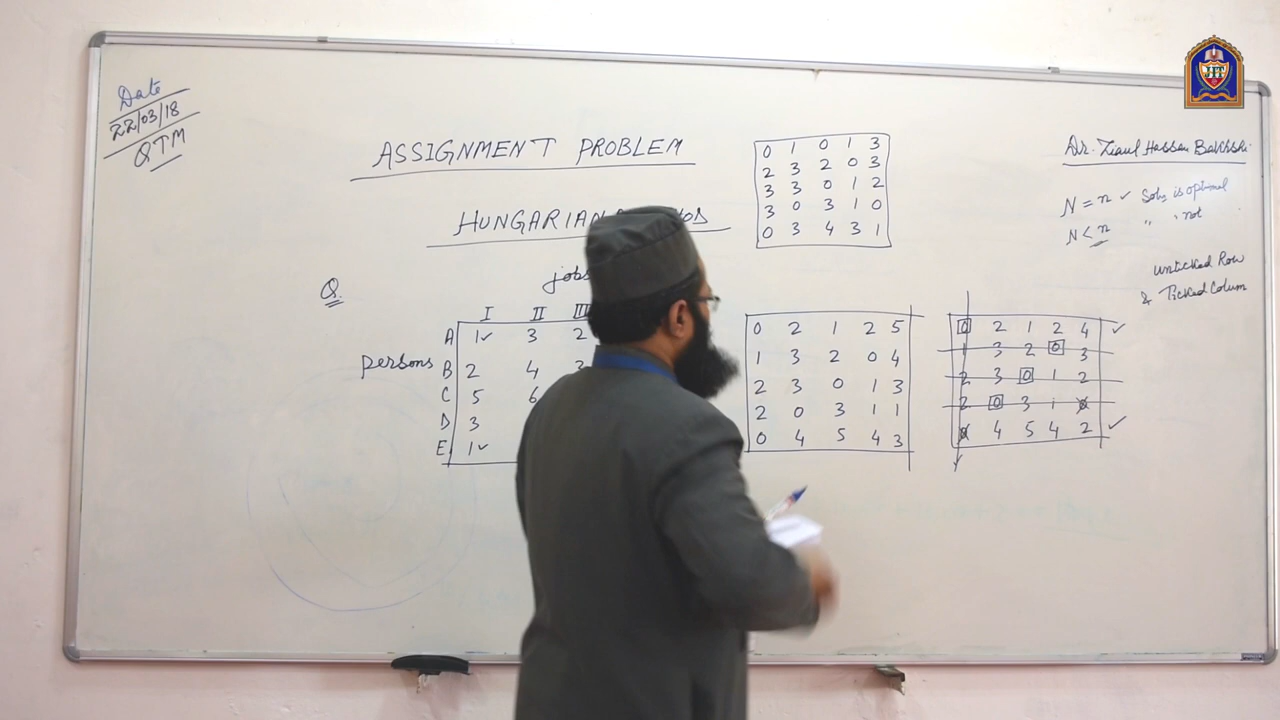 Date
22/03/18
QTM
ASSIGNMENT PROBLEM
HUNGARIAN
0 1 0 1 3
2 3 2 0 3
3 3 0 1 2
3 0 3 1 0
0 3 4 3 1
Dr. Ziaul Hassan Bakhshi
N = n ✓ Sol. is optimal
N < n " " not
unticked Row
& Ticked Colum
Q.
jobs
persons
I II III
A 1✓ 3 2
B 2 4 3
C 5 6
D 3
E 1✓
0 2 1 2 5
1 3 2 0 4
2 3 0 1 3
2 0 3 1 1
0 4 5 4 3
0 2 1 2 4 ✓
1 3 2 0 3
2 3 0 1 2
2 0 3 1 0
0 4 5 4 2 ✓